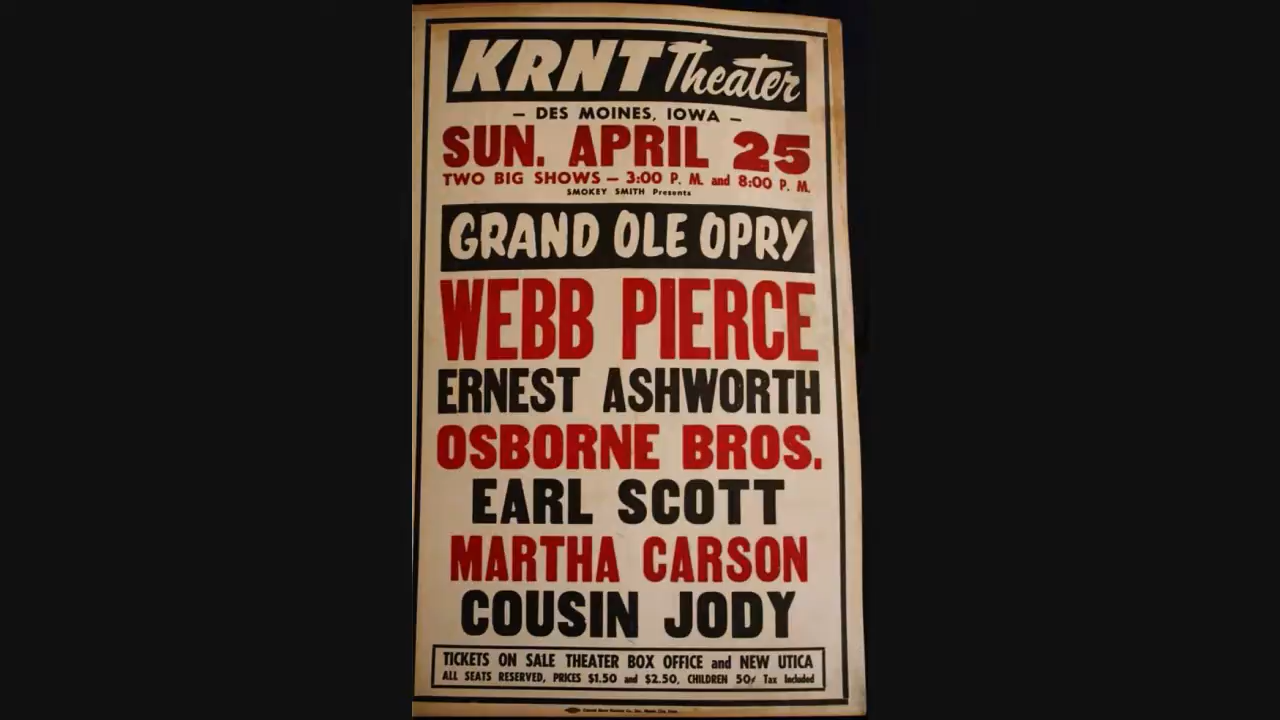 KRNT Theater
— DES MOINES, IOWA —
SUN. APRIL 25
TWO BIG SHOWS — 3:00 P. M. and 8:00 P. M.
SMOKEY SMITH Presents
GRAND OLE OPRY
WEBB PIERCE
ERNEST ASHWORTH
OSBORNE BROS.
EARL SCOTT
MARTHA CARSON
COUSIN JODY
TICKETS ON SALE THEATER BOX OFFICE and NEW UTICA
ALL SEATS RESERVED, PRICES $1.50 and $2.50, CHILDREN 50¢ Tax Included